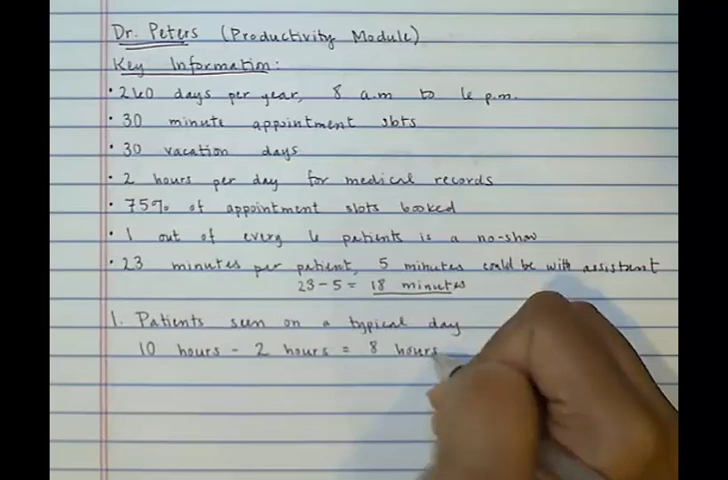 Dr. Peters (Productivity Module)
Key Information:
• 240 days per year, 8 a.m to 6 p.m.
• 30 minute appointment slots
• 30 vacation days
• 2 hours per day for medical records
• 75% of appointment slots booked
• 1 out of every 6 patients is a no-show
• 23 minutes per patient, 5 minutes could be with assistant
23 - 5 = 18 minutes
1. Patients seen on a typical day
10 hours - 2 hours = 8 hours